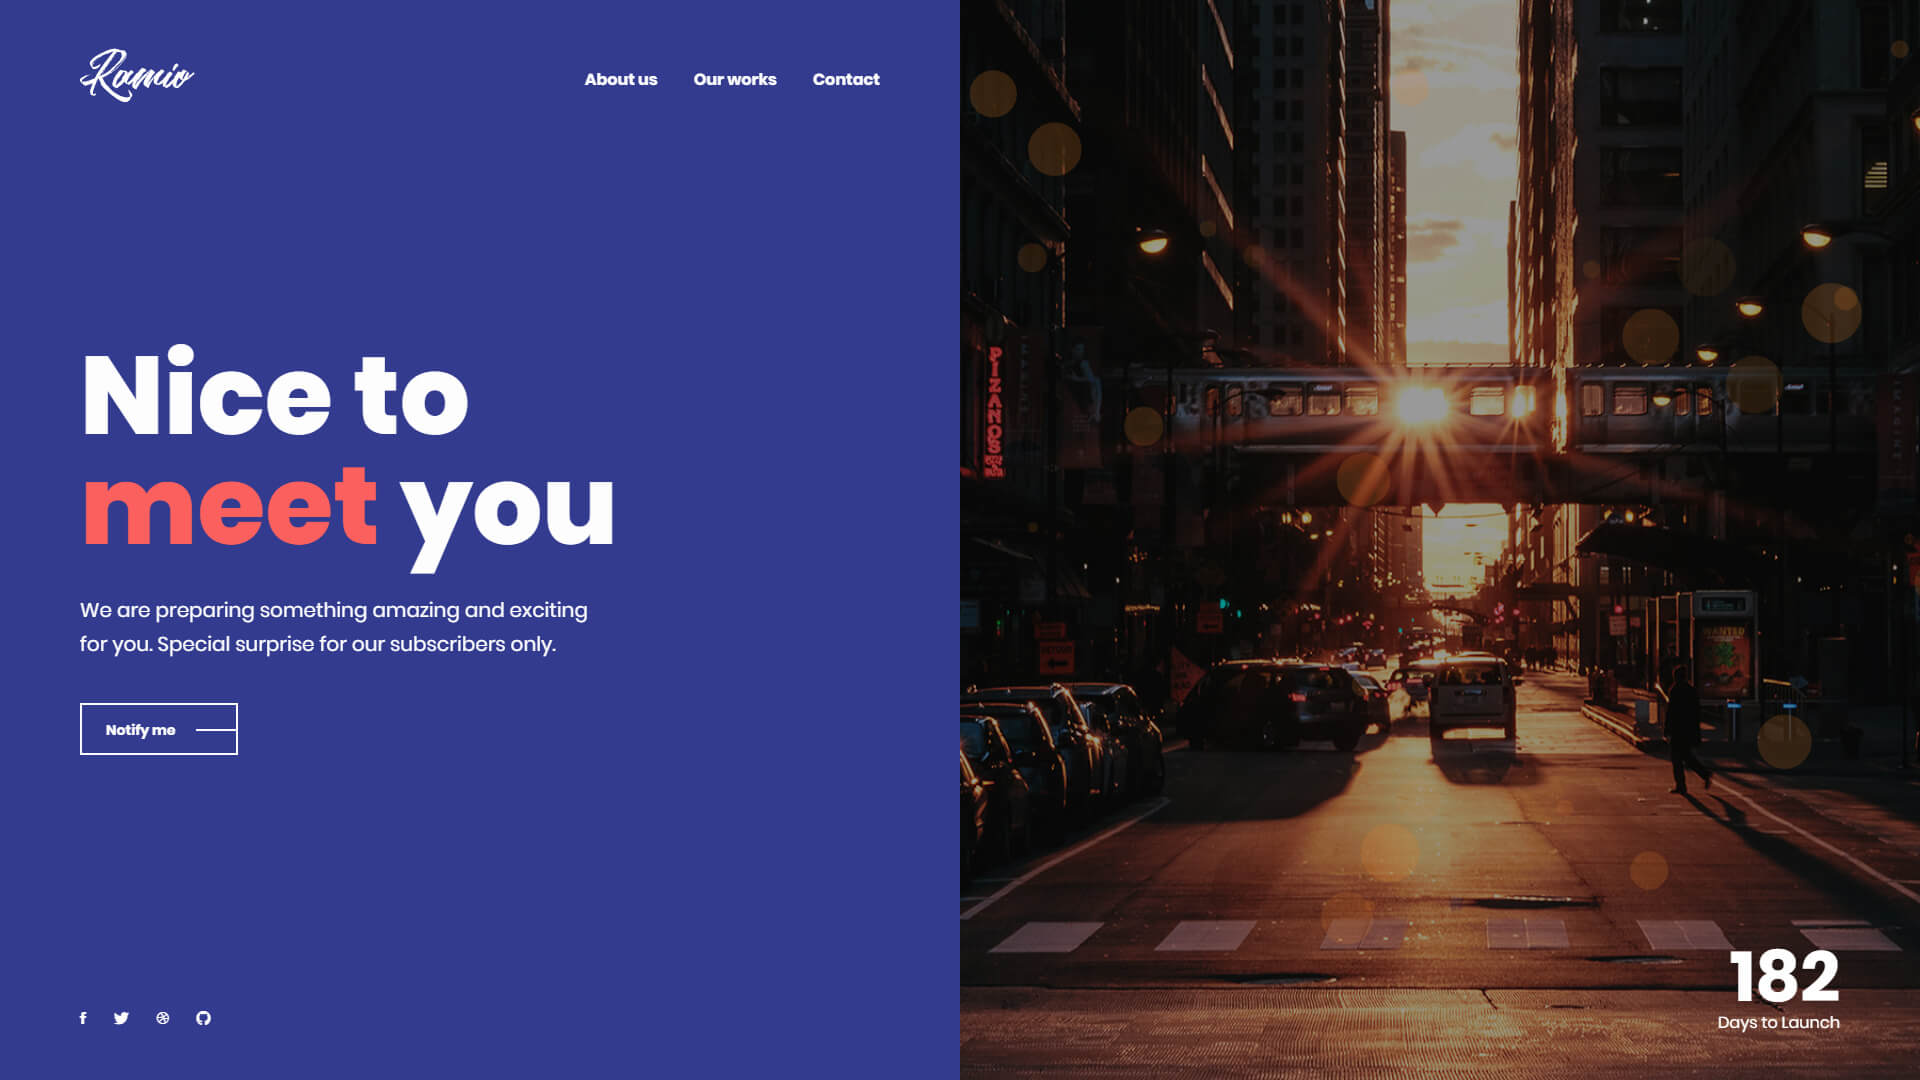 Ramio
About us Our works Contact
Nice to
meet you
We are preparing something amazing and exciting
for you. Special surprise for our subscribers only.
Notify me
PIZANOS
WANTED
182
Days to Launch